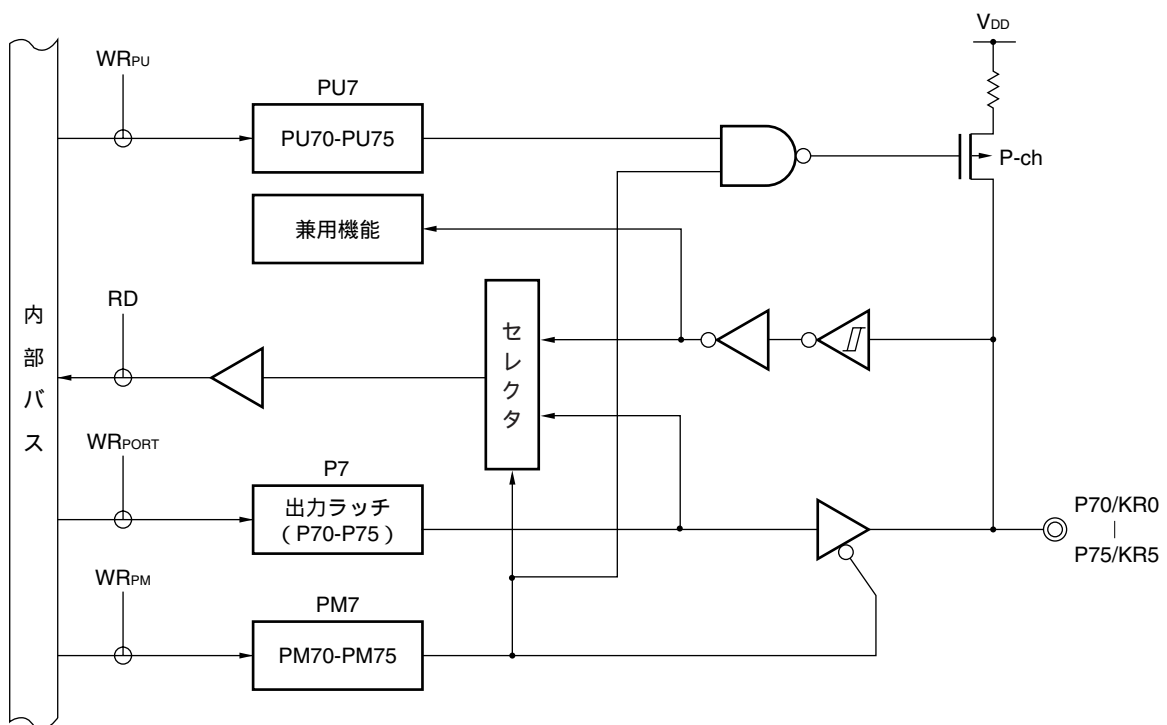 VDD
WRPU
PU7
PU70-PU75
P-ch
兼用機能
RD
内部バス
セレクタ
WRPORT
P7
出力ラッチ
（P70-P75）
P70/KR0
|
P75/KR5
WRPM
PM7
PM70-PM75